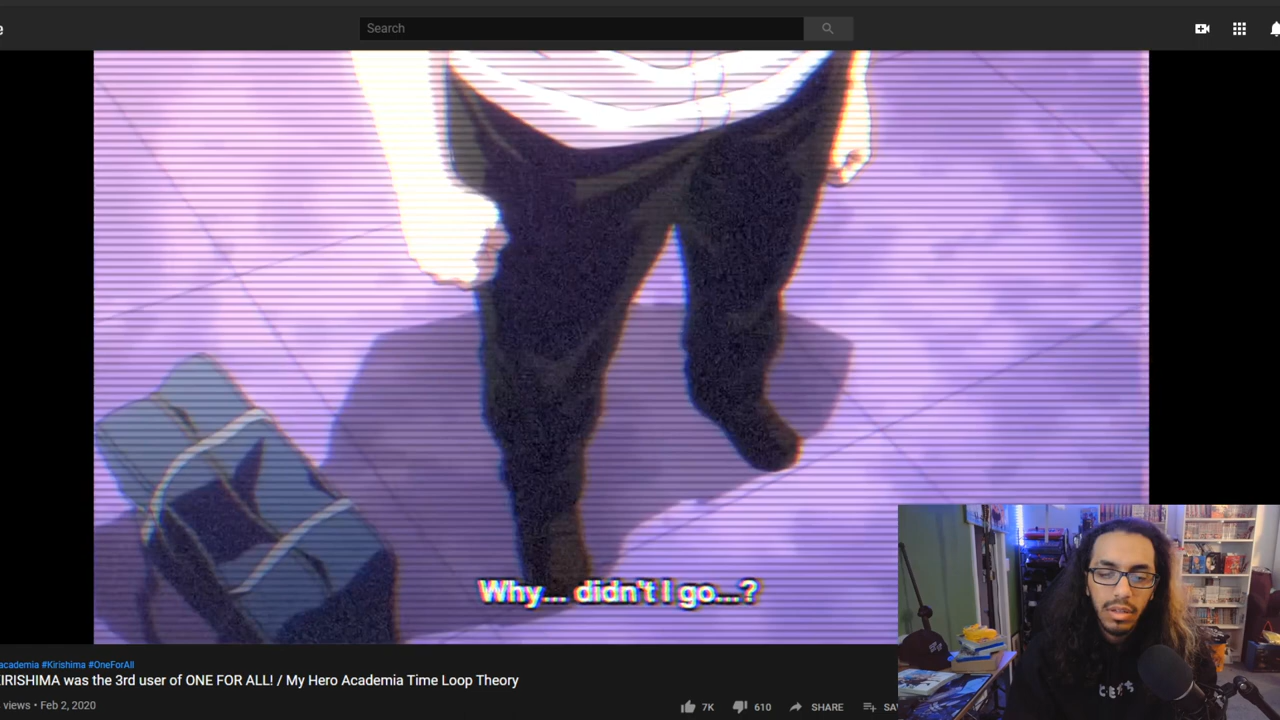 e
Search
Why... didn't I go...?
academia #Kirishima #OneForAll
IRISHIMA was the 3rd user of ONE FOR ALL! / My Hero Academia Time Loop Theory
views • Feb 2, 2020
7K
610
SHARE
SA